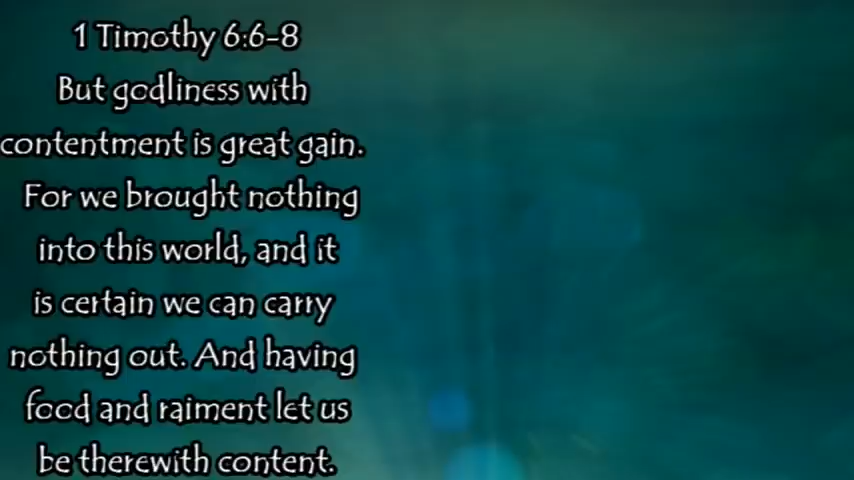 1 Timothy 6:6-8
But godliness with
contentment is great gain.
For we brought nothing
into this world, and it
is certain we can carry
nothing out. And having
food and raiment let us
be therewith content.